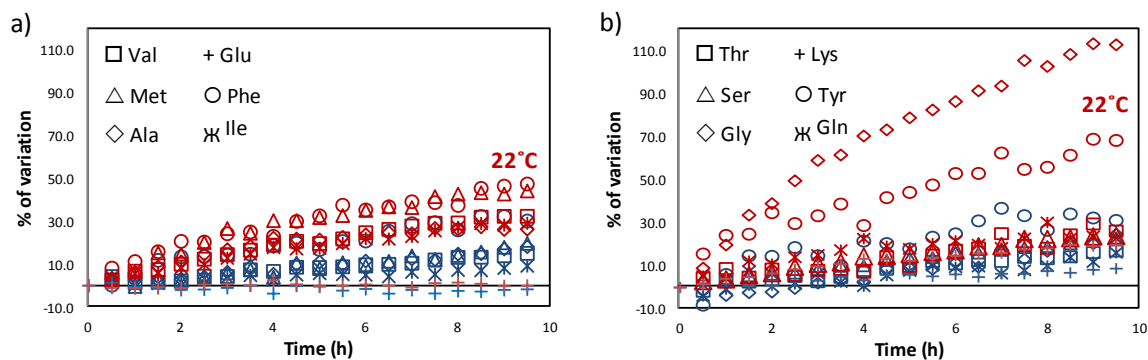 a)
% of variation
110.0
90.0
70.0
50.0
30.0
10.0
-10.0
Val Glu
Met Phe
Ala Ile
22°C
0 2 4 6 8 10
Time (h)
b)
% of variation
110.0
90.0
70.0
50.0
30.0
10.0
-10.0
Thr Lys
Ser Tyr
Gly Gln
22°C
0 2 4 6 8 10
Time (h)